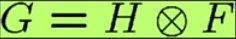 G = H ⊗ F